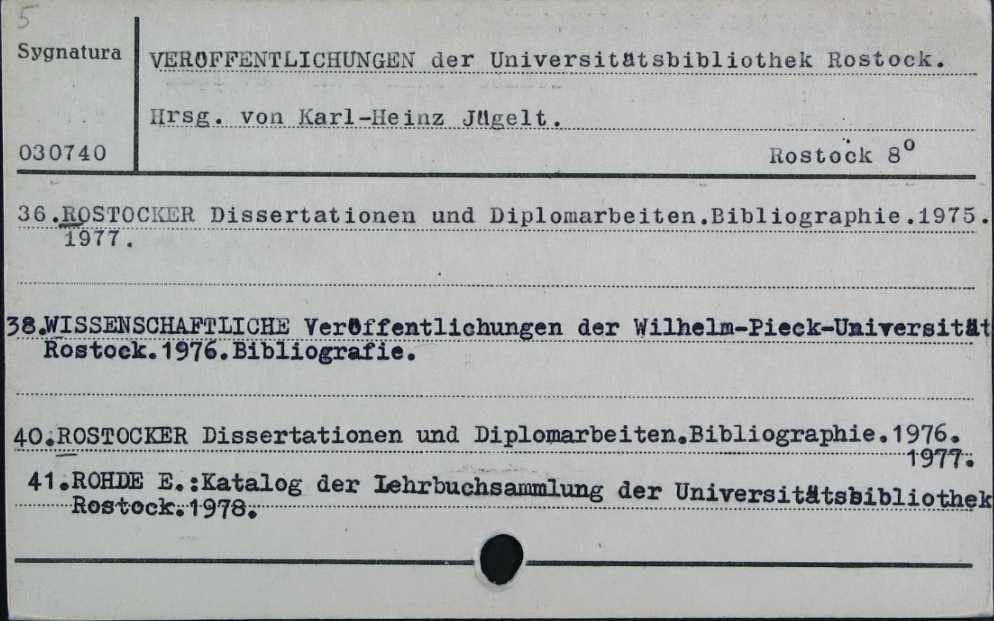 5
Sygnatura
VERÖFFENTLICHUNGEN der Universitätsbibliothek Rostock.
Hrsg. von Karl-Heinz Jügelt.
030740
Rostock 8⁰
36.ROSTOCKER Dissertationen und Diplomarbeiten.Bibliographie.1975.
1977.
38.WISSENSCHAFTLICHE Veröffentlichungen der Wilhelm-Pieck-Universität
Rostock.1976.Bibliografie.
40.ROSTOCKER Dissertationen und Diplomarbeiten.Bibliographie.1976.
1977.
41.ROHDE E.:Katalog der Lehrbuchsammlung der Universitätsbibliothek
Rostock.1978.